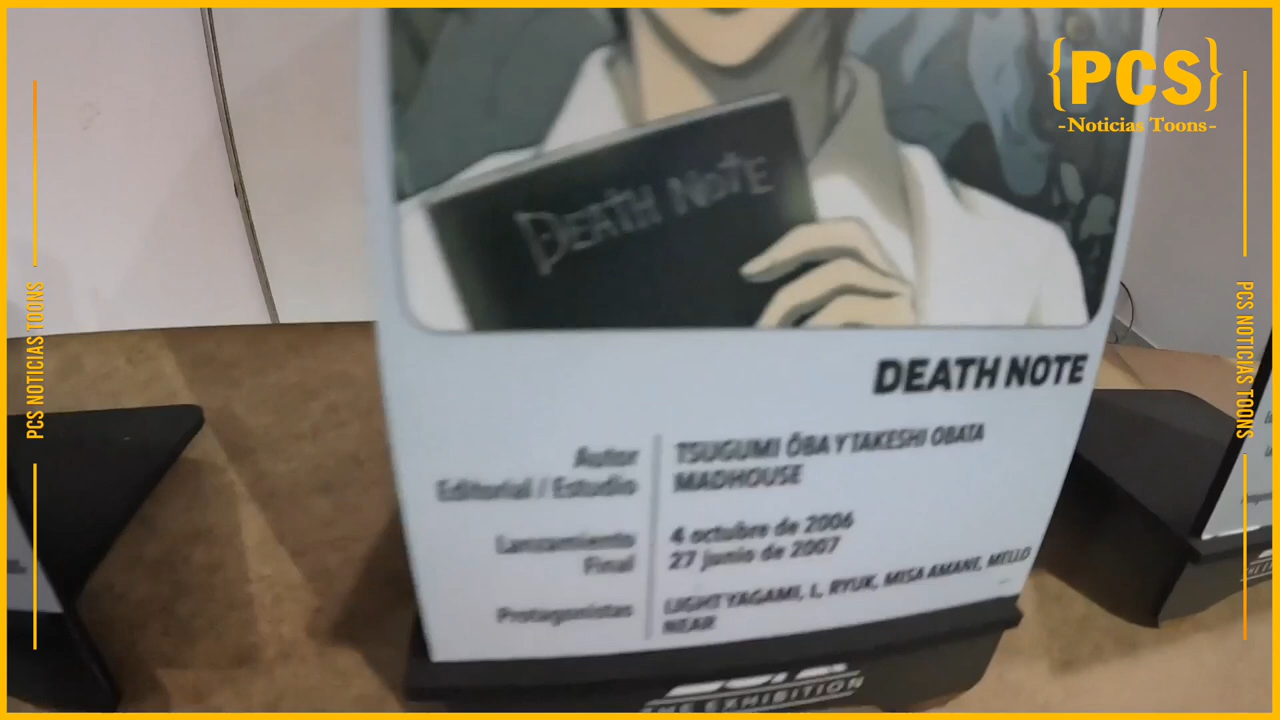 {PCS}
-Noticias Toons-
PCS NOTICIAS TOONS
PCS NOTICIAS TOONS
DEATH NOTE
DEATH NOTE
Autor TSUGUMI ŌBA Y TAKESHI OBATA
Editorial / Estudio MADHOUSE
Lanzamiento 4 octubre de 2006
Final 27 junio de 2007
Protagonistas LIGHT YAGAMI, L, RYUK, MISA AMANE, MELLO
NEAR
THE EXHIBITION